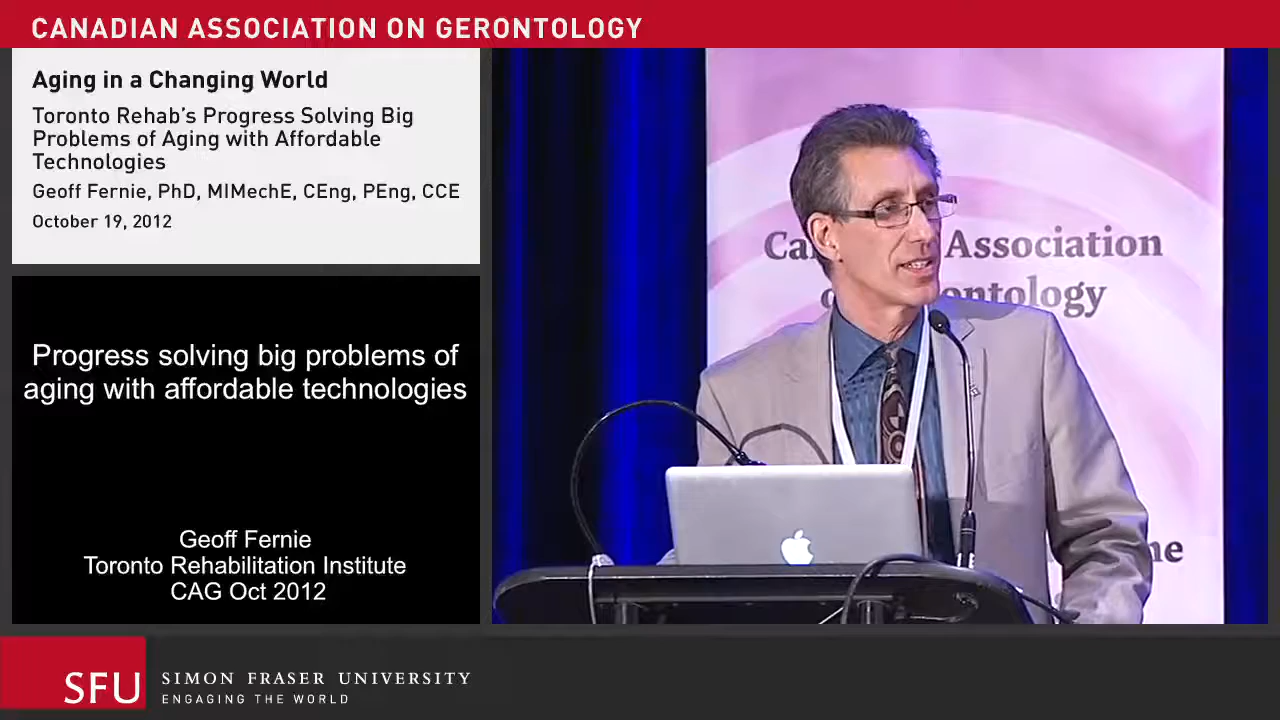 CANADIAN ASSOCIATION ON GERONTOLOGY
Aging in a Changing World
Toronto Rehab's Progress Solving Big
Problems of Aging with Affordable
Technologies
Geoff Fernie, PhD, MIMechE, CEng, PEng, CCE
October 19, 2012
Progress solving big problems of
aging with affordable technologies
Geoff Fernie
Toronto Rehabilitation Institute
CAG Oct 2012
Association
SFU
SIMON FRASER UNIVERSITY
ENGAGING THE WORLD